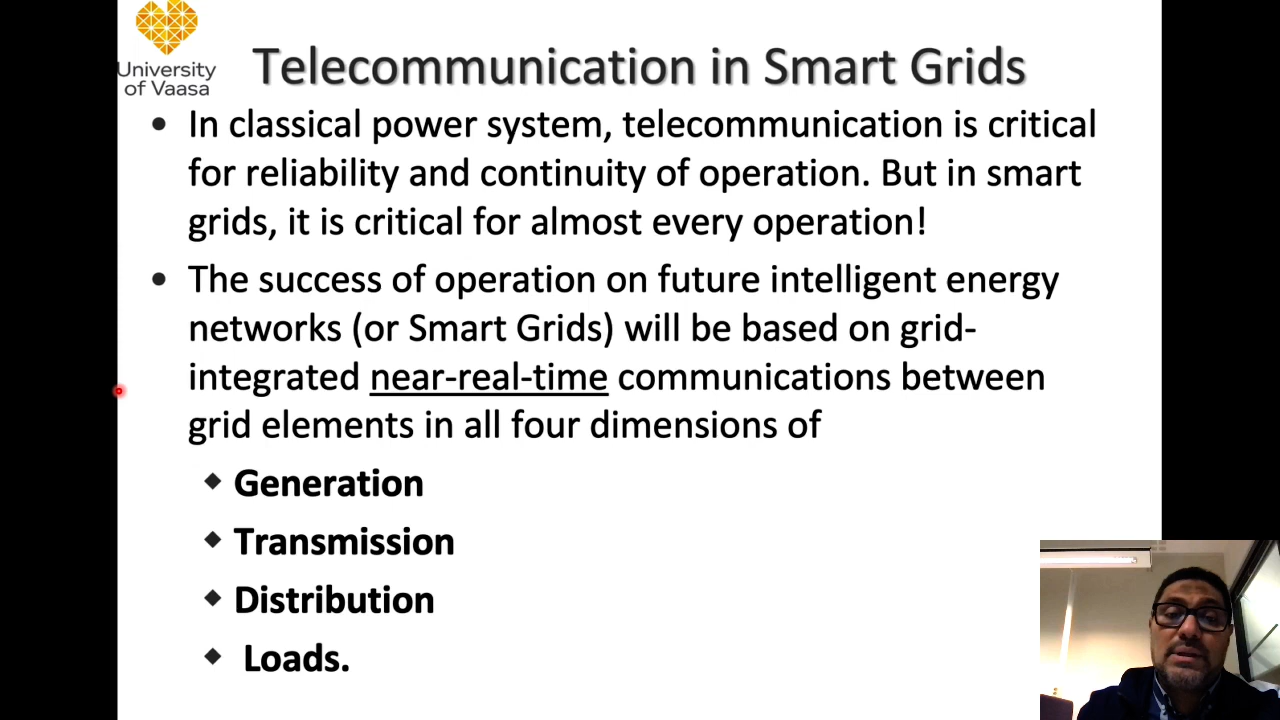 University
of Vaasa
Telecommunication in Smart Grids
• In classical power system, telecommunication is critical
for reliability and continuity of operation. But in smart
grids, it is critical for almost every operation!
• The success of operation on future intelligent energy
networks (or Smart Grids) will be based on grid-
integrated near-real-time communications between
grid elements in all four dimensions of
◆ Generation
◆ Transmission
◆ Distribution
◆ Loads.